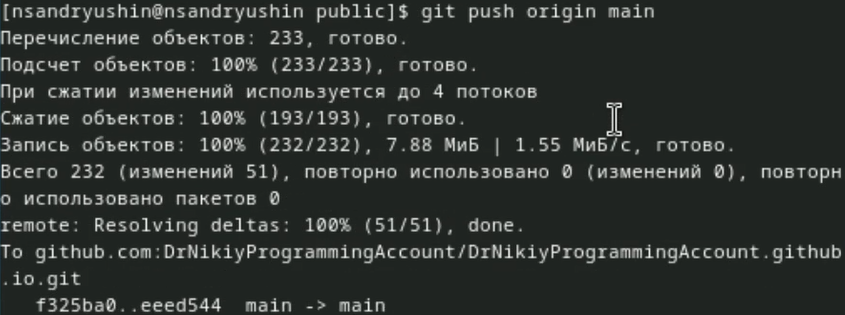 [nsandryushin@nsandryushin public]$ git push origin main
Перечисление объектов: 233, готово.
Подсчет объектов: 100% (233/233), готово.
При сжатии изменений используется до 4 потоков
Сжатие объектов: 100% (193/193), готово.
Запись объектов: 100% (232/232), 7.88 МиБ | 1.55 МиБ/с, готово.
Всего 232 (изменений 51), повторно использовано 0 (изменений 0), повторн
о использовано пакетов 0
remote: Resolving deltas: 100% (51/51), done.
To github.com:DrNikiyProgrammingAccount/DrNikiyProgrammingAccount.github
.io.git
   f325ba0..eeed544  main -> main